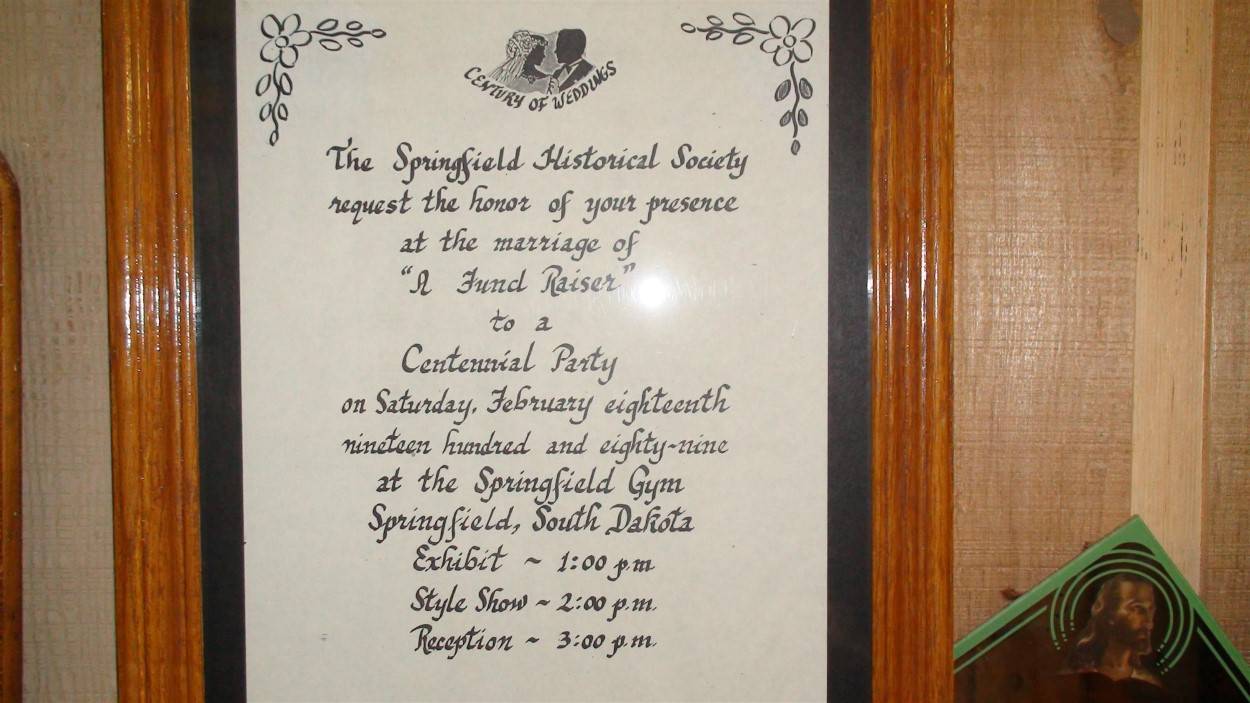 CENTURY OF WEDDINGS
The Springfield Historical Society
request the honor of your presence
at the marriage of
“A Fund Raiser”
to a
Centennial Party
on Saturday, February eighteenth
nineteen hundred and eighty-nine
at the Springfield Gym
Springfield, South Dakota
Exhibit ~ 1:00 p.m
Style Show ~ 2:00 p.m.
Reception ~ 3:00 p.m.